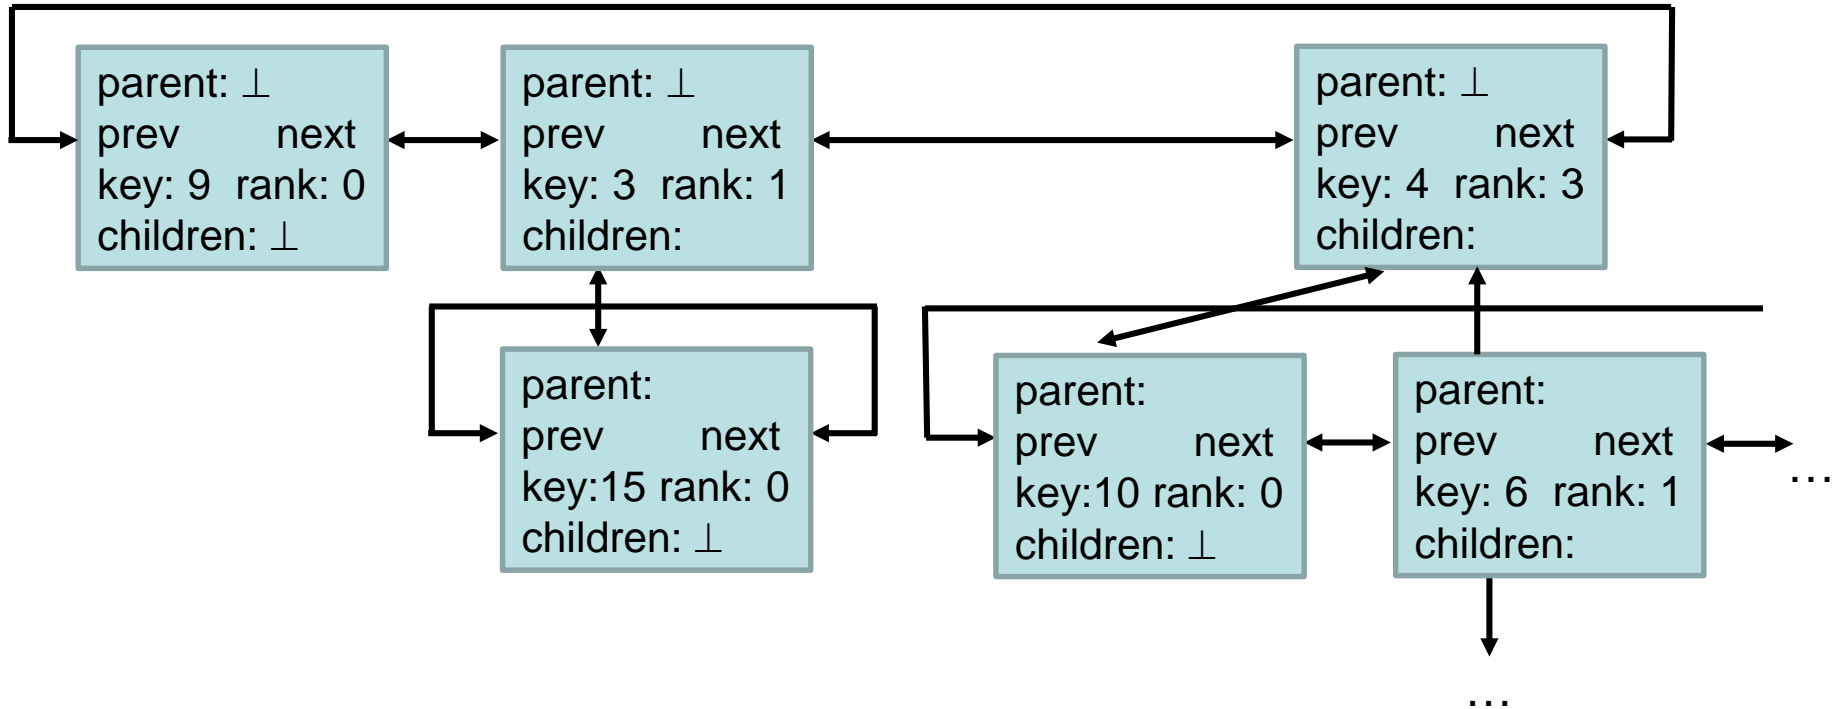 parent: ⊥
prev next
key: 9 rank: 0
children: ⊥
parent: ⊥
prev next
key: 3 rank: 1
children:
parent: ⊥
prev next
key: 4 rank: 3
children:
parent:
prev next
key:15 rank: 0
children: ⊥
parent:
prev next
key:10 rank: 0
children: ⊥
parent:
prev next
key: 6 rank: 1
children:
…
…